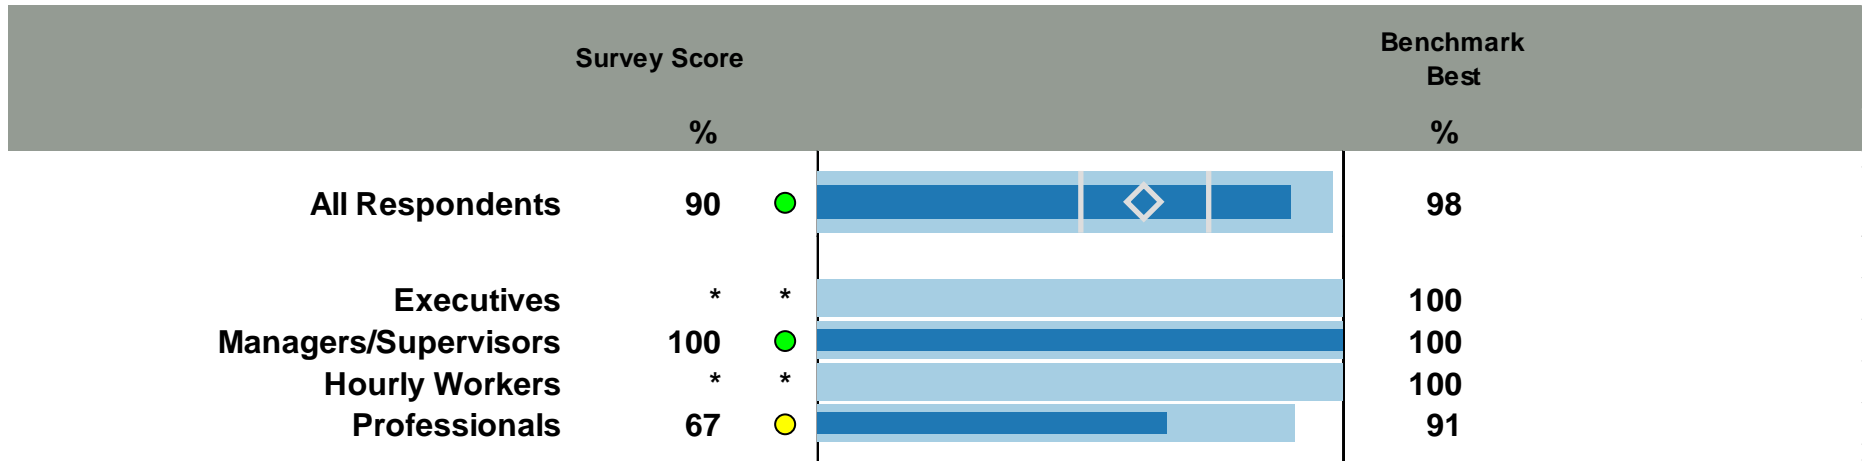 Survey Score
Benchmark
Best
% %
All Respondents 90 98
Executives * * 100
Managers/Supervisors 100 100
Hourly Workers * * 100
Professionals 67 91